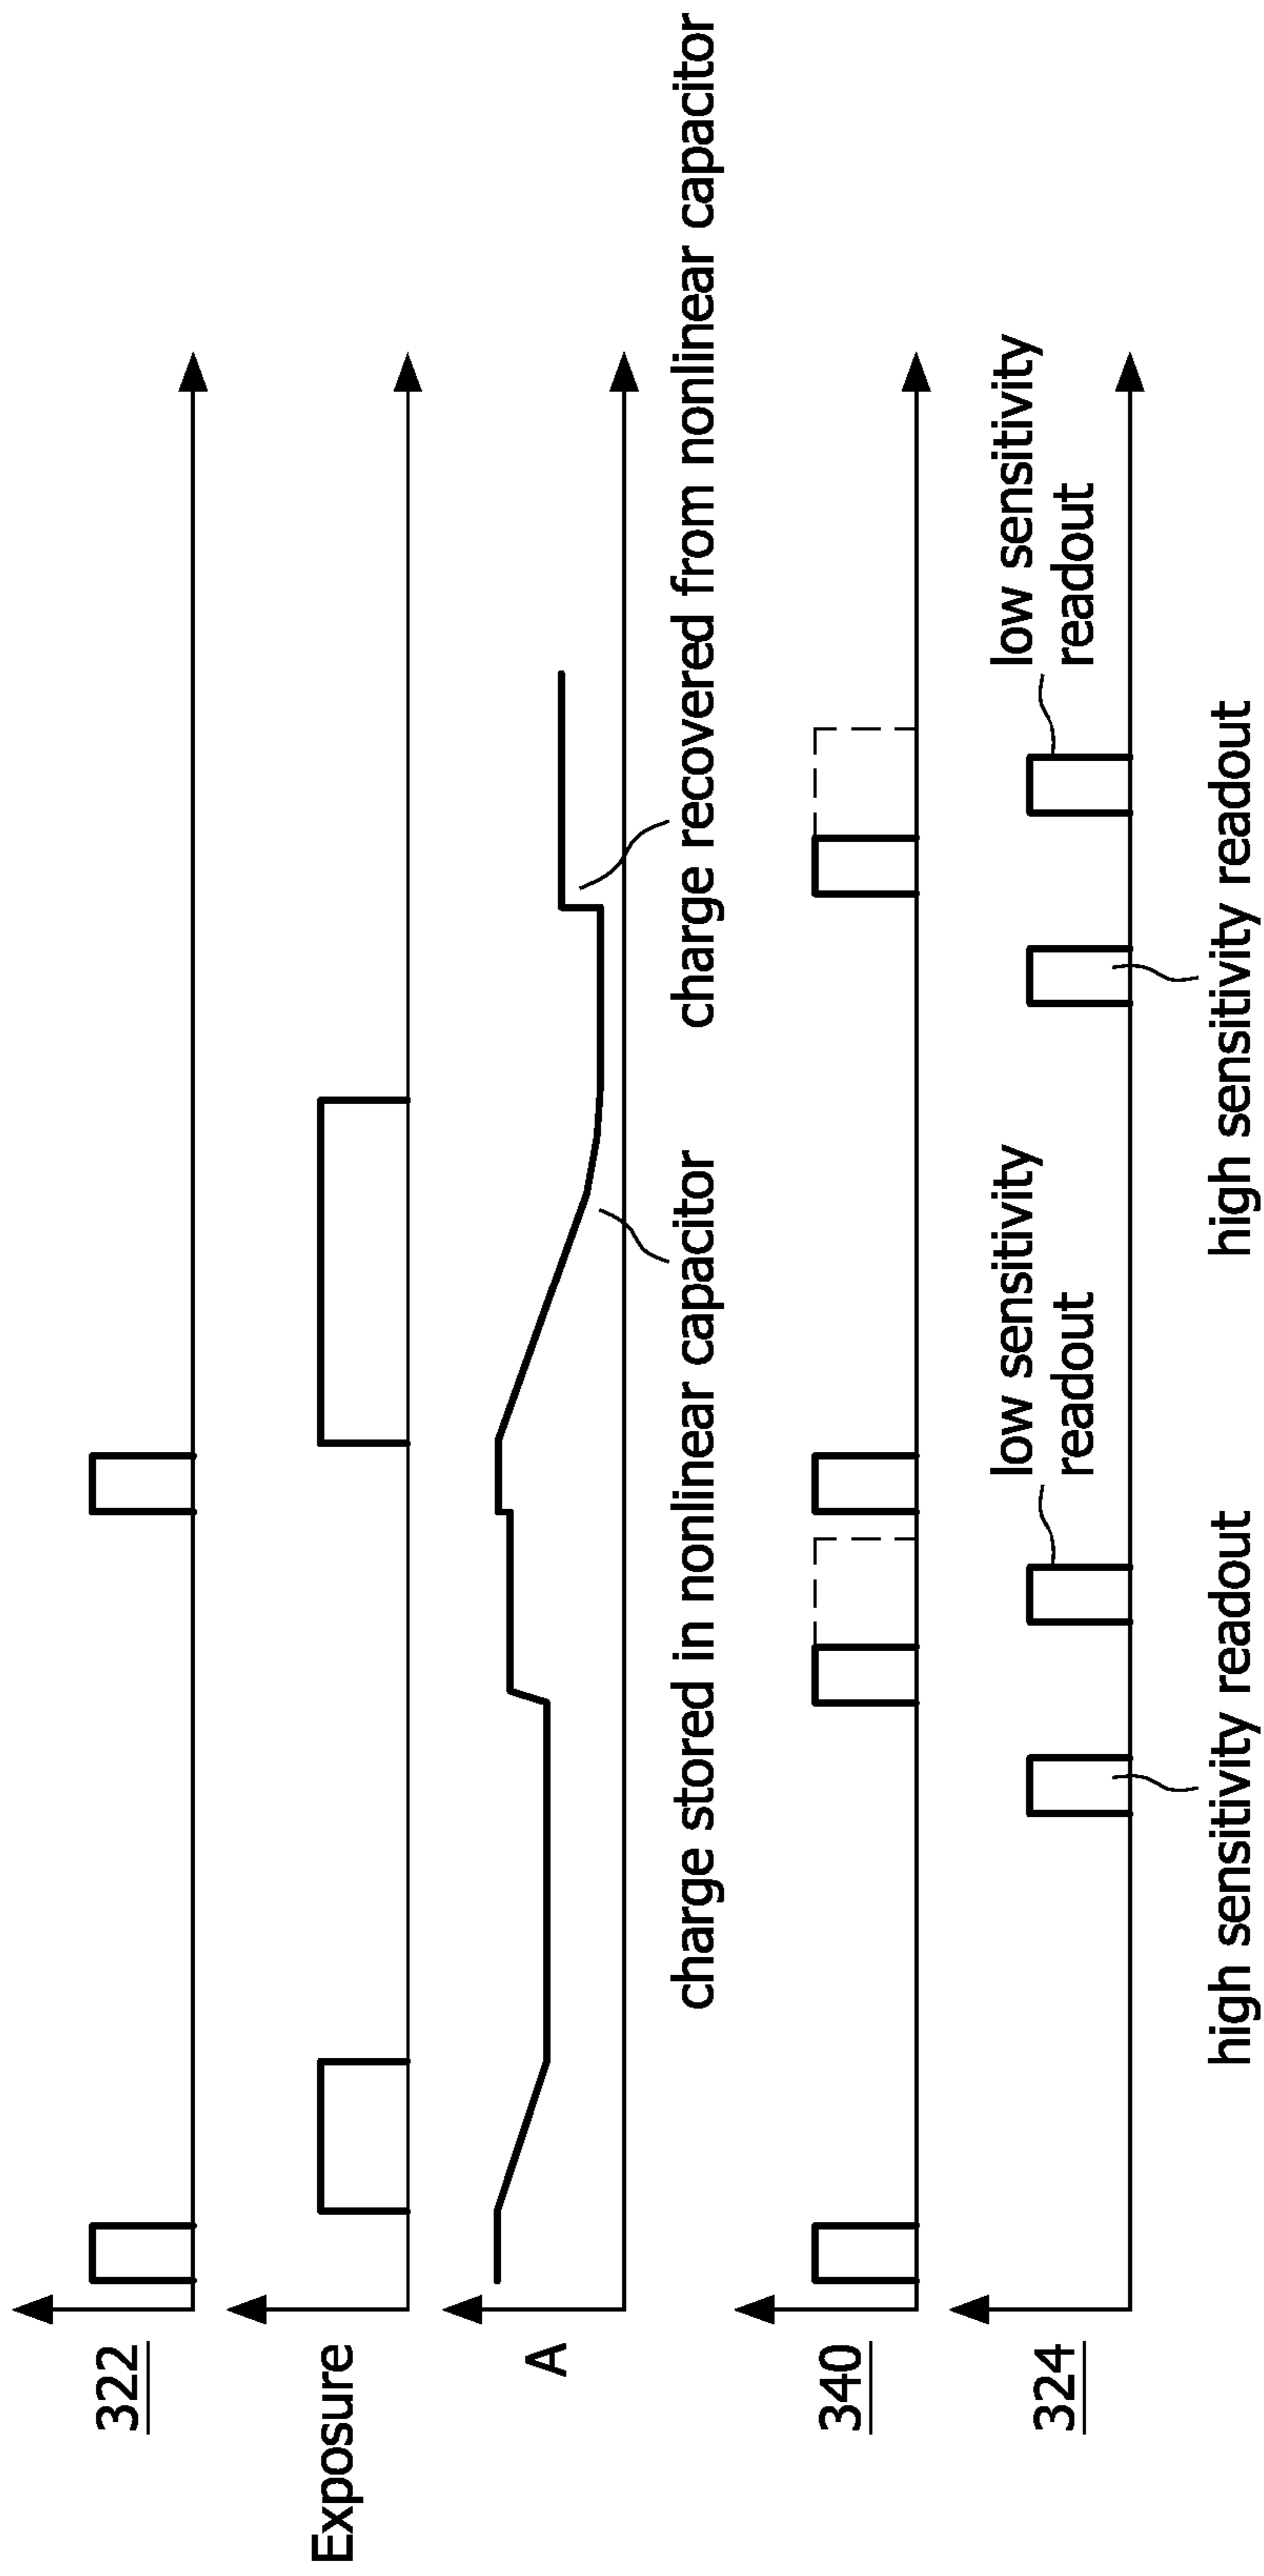 322
Exposure
A
charge stored in nonlinear capacitor
charge recovered from nonlinear capacitor
340
324
low sensitivity
readout
low sensitivity
readout
high sensitivity readout
high sensitivity readout